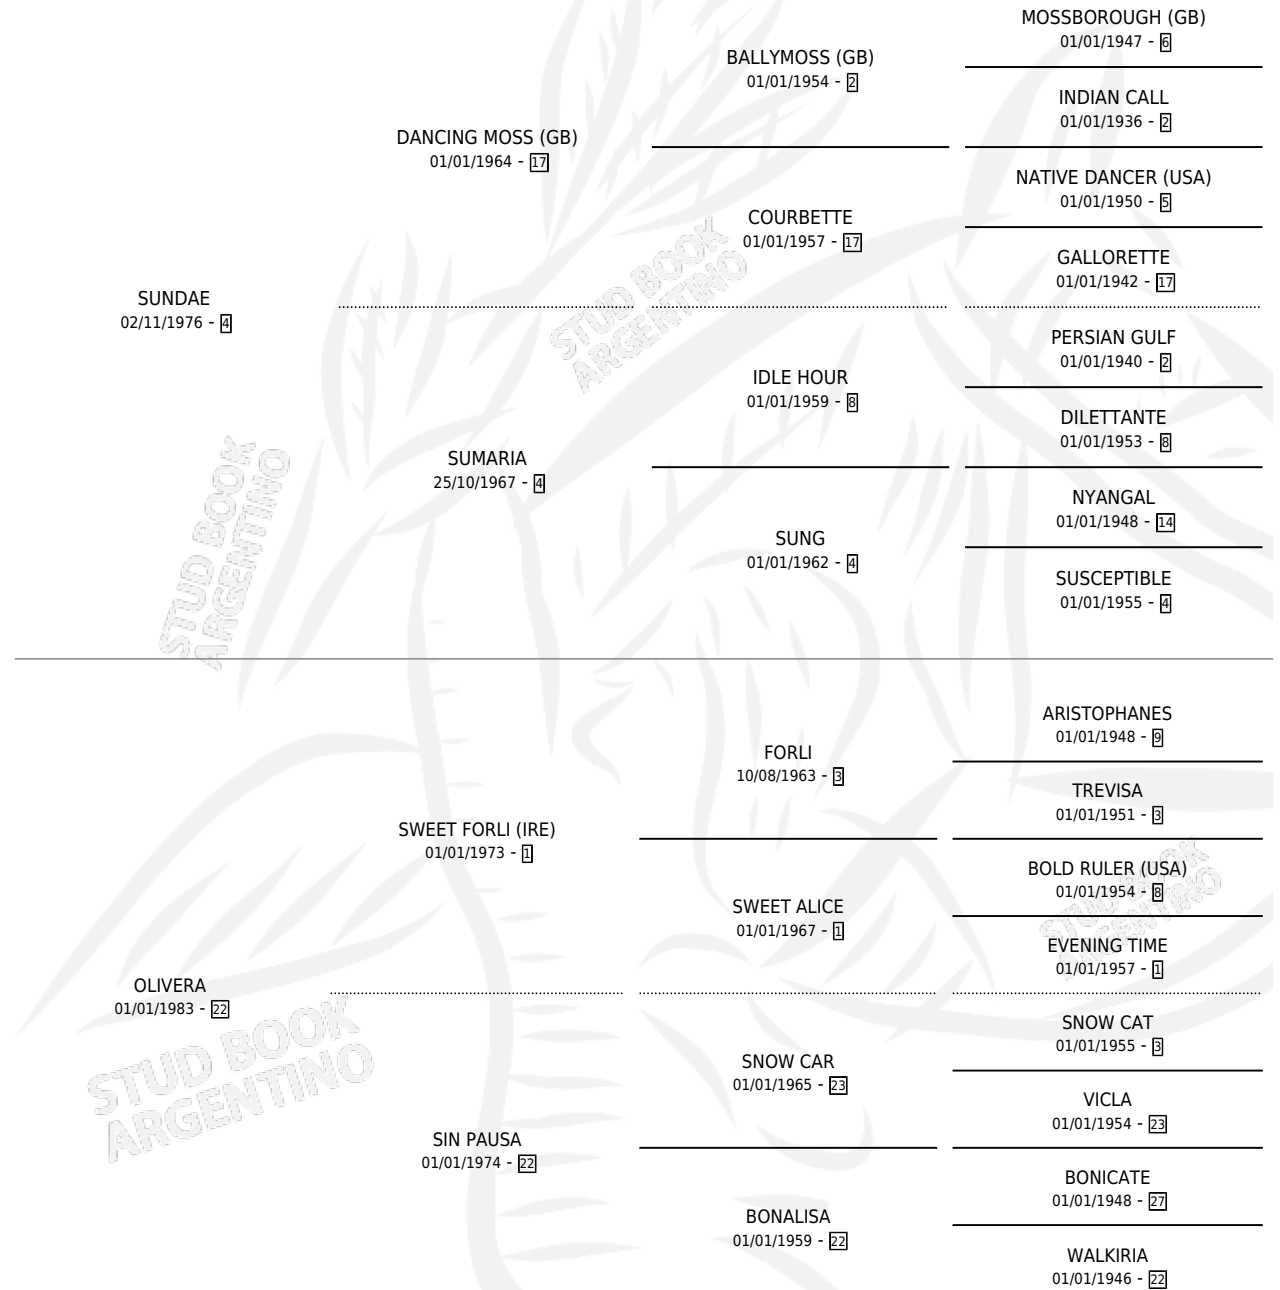 MOSSBOROUGH (GB)
01/01/1947 - 6
BALLYMOSS (GB)
01/01/1954 - 2
INDIAN CALL
01/01/1936 - 2
DANCING MOSS (GB)
01/01/1964 - 17
NATIVE DANCER (USA)
01/01/1950 - 5
COURBETTE
01/01/1957 - 17
GALLORETTE
01/01/1942 - 17
SUNDAE
02/11/1976 - 4
PERSIAN GULF
01/01/1940 - 2
IDLE HOUR
01/01/1959 - 8
DILETTANTE
01/01/1953 - 8
SUMARIA
25/10/1967 - 4
NYANGAL
01/01/1948 - 14
SUNG
01/01/1962 - 4
SUSCEPTIBLE
01/01/1955 - 4
STUD BOOK
ARGENTINO
STUD BOOK
ARGENTINO
ARISTOPHANES
01/01/1948 - 9
FORLI
10/08/1963 - 3
TREVISA
01/01/1951 - 3
SWEET FORLI (IRE)
01/01/1973 - 1
BOLD RULER (USA)
01/01/1954 - 8
SWEET ALICE
01/01/1967 - 1
EVENING TIME
01/01/1957 - 1
OLIVERA
01/01/1983 - 22
SNOW CAT
01/01/1955 - 3
SNOW CAR
01/01/1965 - 23
VICLA
01/01/1954 - 23
SIN PAUSA
01/01/1974 - 22
BONICATE
01/01/1948 - 27
BONALISA
01/01/1959 - 22
WALKIRIA
01/01/1946 - 22
STUD BOOK
ARGENTINO
STUD BOOK
ARGENTINO